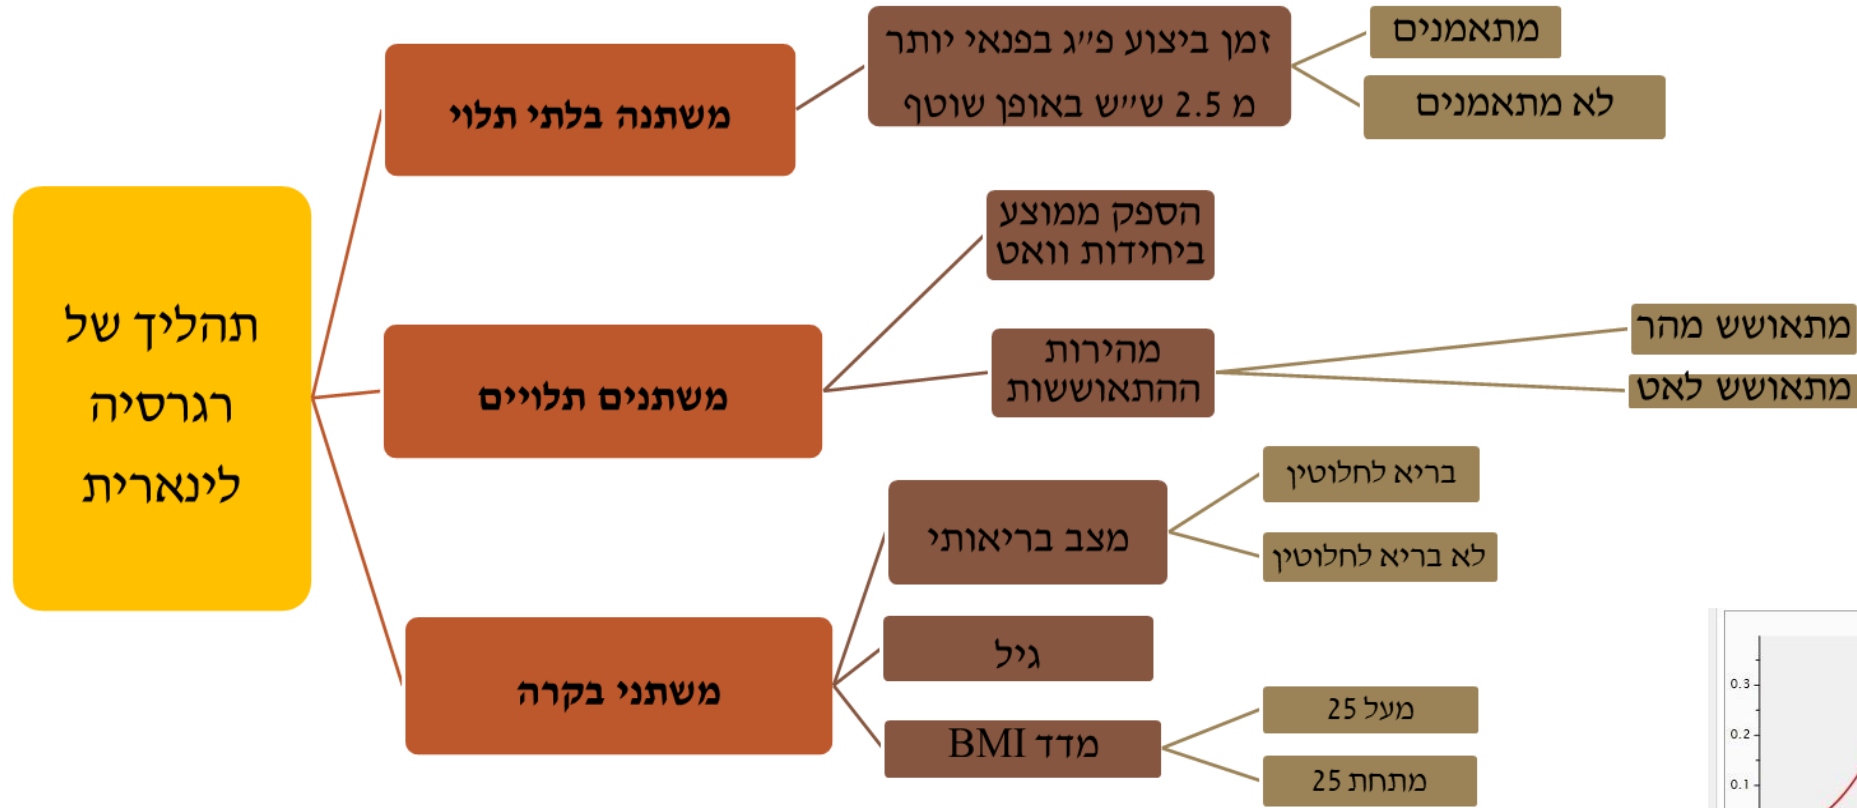 תהליך של
רגרסיה
לינארית
משתנה בלתי תלוי
זמן ביצוע פ״ג בפנאי יותר
מ 2.5 ש״ש באופן שוטף
מתאמנים
לא מתאמנים
משתנים תלויים
הספק ממוצע
ביחידות וואט
מהירות
ההתאוששות
מתאושש מהר
מתאושש לאט
משתני בקרה
מצב בריאותי
בריא לחלוטין
לא בריא לחלוטין
גיל
מדד BMI
מעל 25
מתחת 25
0.3
0.2
0.1